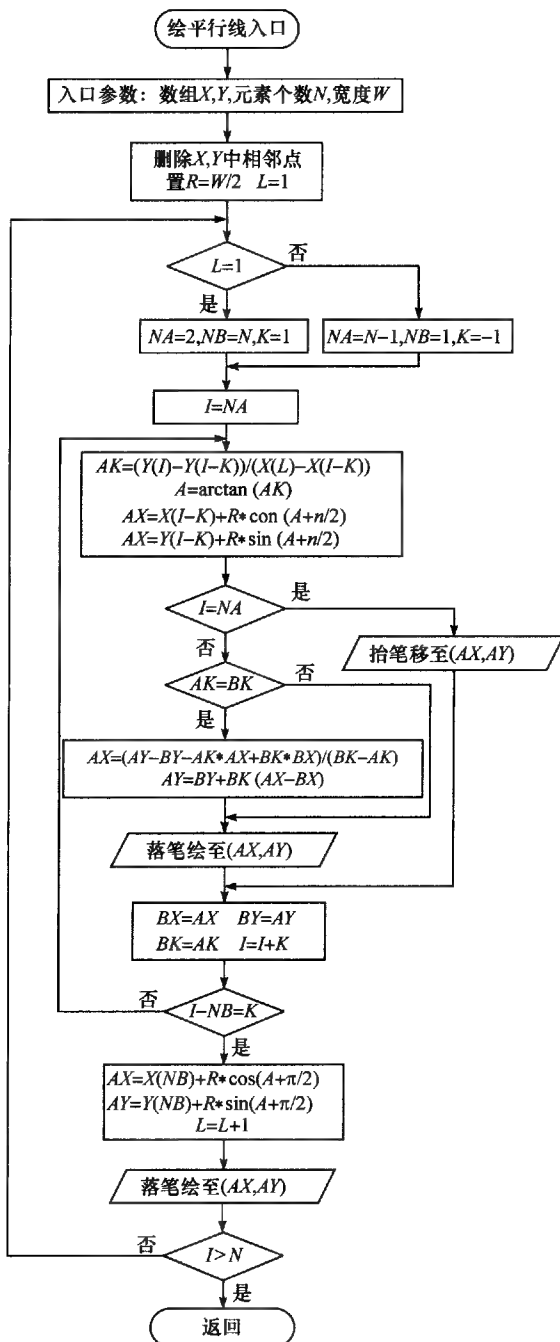 绘平行线入口
入口参数：数组X,Y,元素个数N,宽度W
删除X,Y中相邻点
置R=W/2 L=1
L=1
否
是
NA=2,NB=N,K=1
NA=N−1,NB=1,K=−1
I=NA
AK=(Y(I)−Y(I−K))/(X(L)−X(I−K))
A=arctan (AK)
AX=X(I−K)+R*con (A+n/2)
AX=Y(I−K)+R*sin (A+n/2)
I=NA
是
否
抬笔移至(AX,AY)
AK=BK
否
是
AX=(AY−BY−AK*AX+BK*BX)/(BK−AK)
AY=BY+BK (AX−BX)
落笔绘至(AX,AY)
BX=AX BY=AY
BK=AK I=I+K
否
I−NB=K
是
AX=X(NB)+R*cos(A+π/2)
AY=Y(NB)+R*sin(A+π/2)
L=L+1
落笔绘至(AX,AY)
否
I>N
是
返回